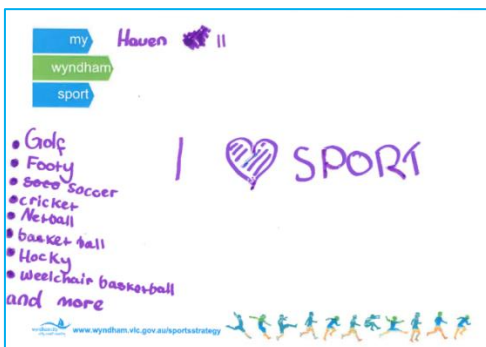 my
Haven 11
wyndham
sport
Golf
Footy
soco soccer
cricket
Netball
basket ball
Hocky
weelchair basketball
and more
I ♥ SPORT
www.wyndham.vic.gov.au/sportsstrategy